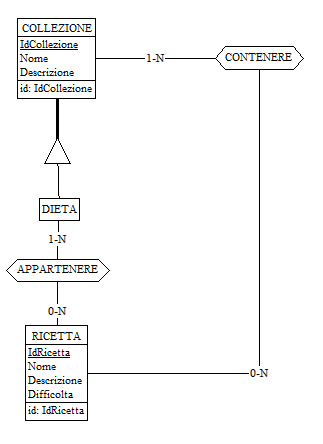 COLLEZIONE
IdCollezione
Nome
Descrizione
id: IdCollezione
1-N
CONTENERE
DIETA
1-N
APPARTENERE
0-N
RICETTA
IdRicetta
Nome
Descrizione
Difficolta
id: IdRicetta
0-N